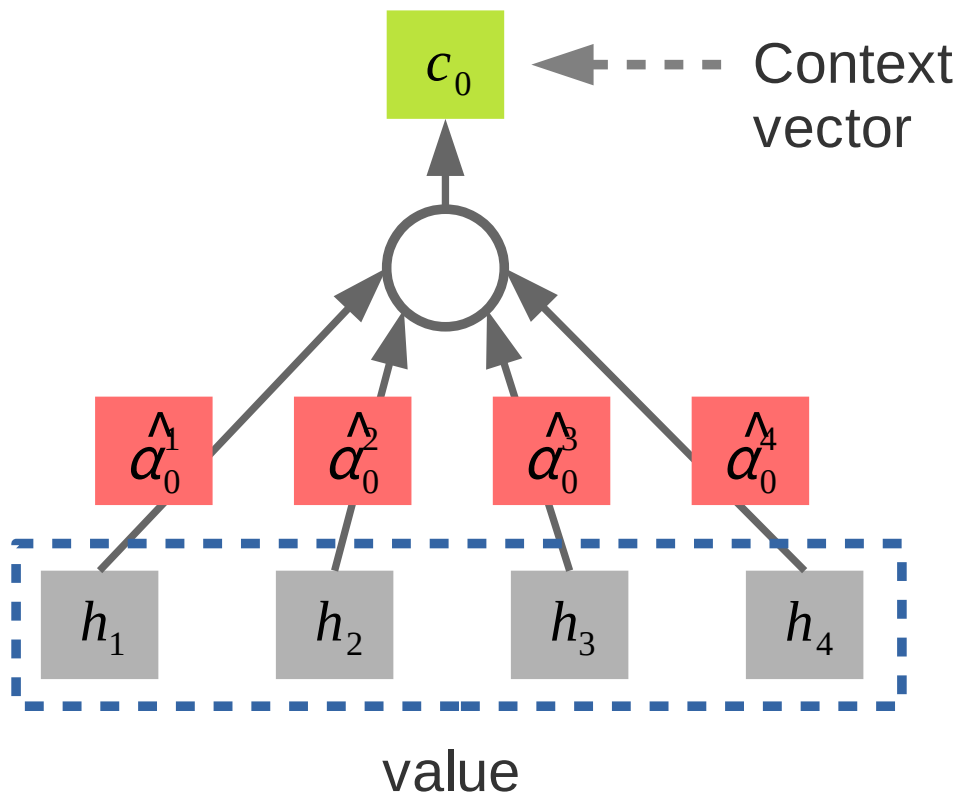 c₀
Context
vector
α̂₀¹ α̂₀² α̂₀³ α̂₀⁴
h₁ h₂ h₃ h₄
value